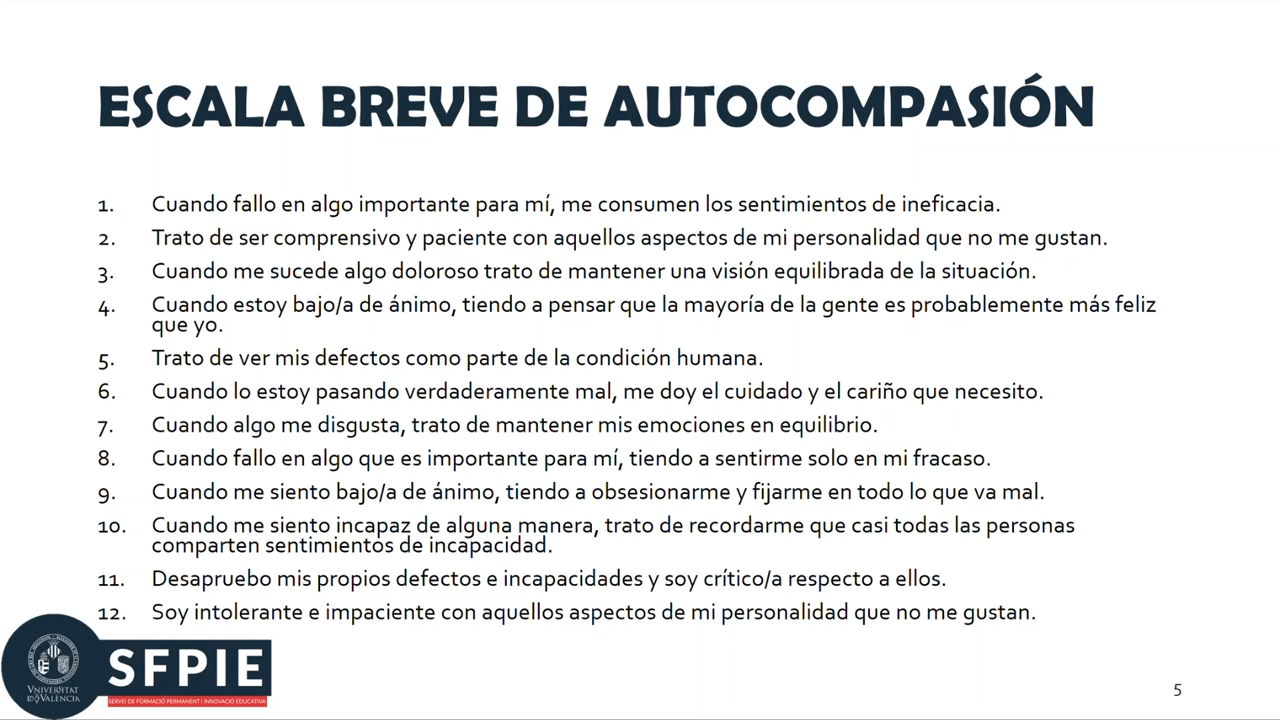 ESCALA BREVE DE AUTOCOMPASIÓN
1. Cuando fallo en algo importante para mí, me consumen los sentimientos de ineficacia.
2. Trato de ser comprensivo y paciente con aquellos aspectos de mi personalidad que no me gustan.
3. Cuando me sucede algo doloroso trato de mantener una visión equilibrada de la situación.
4. Cuando estoy bajo/a de ánimo, tiendo a pensar que la mayoría de la gente es probablemente más feliz
que yo.
5. Trato de ver mis defectos como parte de la condición humana.
6. Cuando lo estoy pasando verdaderamente mal, me doy el cuidado y el cariño que necesito.
7. Cuando algo me disgusta, trato de mantener mis emociones en equilibrio.
8. Cuando fallo en algo que es importante para mí, tiendo a sentirme solo en mi fracaso.
9. Cuando me siento bajo/a de ánimo, tiendo a obsesionarme y fijarme en todo lo que va mal.
10. Cuando me siento incapaz de alguna manera, trato de recordarme que casi todas las personas
comparten sentimientos de incapacidad.
11. Desapruebo mis propios defectos e incapacidades y soy crítico/a respecto a ellos.
12. Soy intolerante e impaciente con aquellos aspectos de mi personalidad que no me gustan.
VNIVERSITAT
ID VALÈNCIA
SFPIE
SERVEI DE FORMACIÓ PERMANENT I INNOVACIÓ EDUCATIVA
5